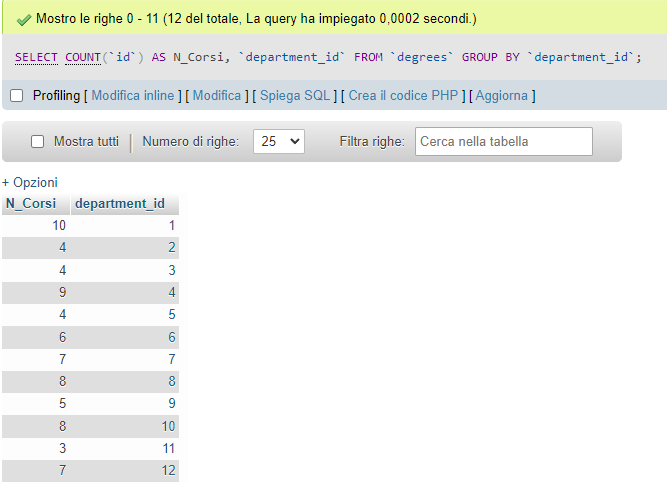 Mostro le righe 0 - 11 (12 del totale, La query ha impiegato 0,0002 secondi.)
SELECT COUNT(`id`) AS N_Corsi, `department_id` FROM `degrees` GROUP BY `department_id`;
Profiling [ Modifica inline ] [ Modifica ] [ Spiega SQL ] [ Crea il codice PHP ] [ Aggiorna ]
Mostra tutti Numero di righe: 25 Filtra righe: Cerca nella tabella
+ Opzioni
N_Corsi department_id
10 1
4 2
4 3
9 4
4 5
6 6
7 7
8 8
5 9
8 10
3 11
7 12